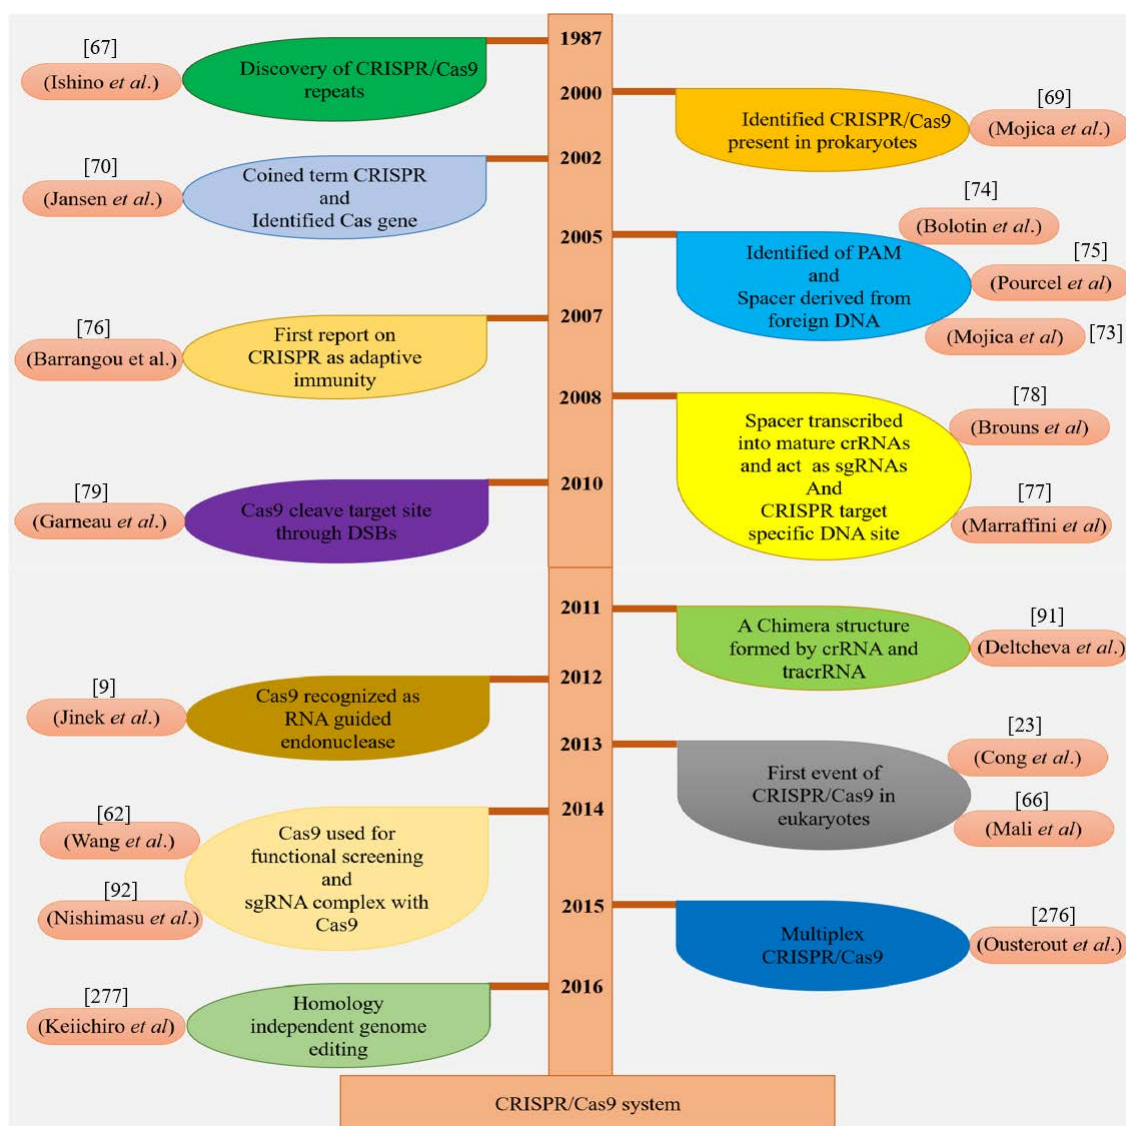 1987
[67]
(Ishino et al.)
Discovery of CRISPR/Cas9
repeats
2000
Identified CRISPR/Cas9
present in prokaryotes
[69]
(Mojica et al.)
2002
[70]
(Jansen et al.)
Coined term CRISPR
and
Identified Cas gene
2005
Identified of PAM
and
Spacer derived from
foreign DNA
[74]
(Bolotin et al.)
[75]
(Pourcel et al)
(Mojica et al) [73]
2007
[76]
(Barrangou et al.)
First report on
CRISPR as adaptive
immunity
2008
Spacer transcribed
into mature crRNAs
and act as sgRNAs
And
CRISPR target
specific DNA site
[78]
(Brouns et al)
[77]
(Marraffini et al)
2010
[79]
(Garneau et al.)
Cas9 cleave target site
through DSBs
2011
A Chimera structure
formed by crRNA and
tracrRNA
[91]
(Deltcheva et al.)
2012
[9]
(Jinek et al.)
Cas9 recognized as
RNA guided
endonuclease
2013
First event of
CRISPR/Cas9 in
eukaryotes
[23]
(Cong et al.)
[66]
(Mali et al)
2014
[62]
(Wang et al.)
[92]
(Nishimasu et al.)
Cas9 used for
functional screening
and
sgRNA complex with
Cas9
2015
Multiplex
CRISPR/Cas9
[276]
(Ousterout et al.)
2016
[277]
(Keiichiro et al)
Homology
independent genome
editing
CRISPR/Cas9 system